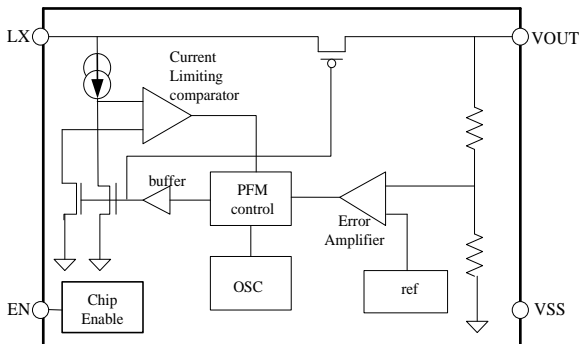 LX
VOUT
Current
Limiting
comparator
buffer
PFM
control
Error
Amplifier
OSC
ref
EN
Chip
Enable
VSS